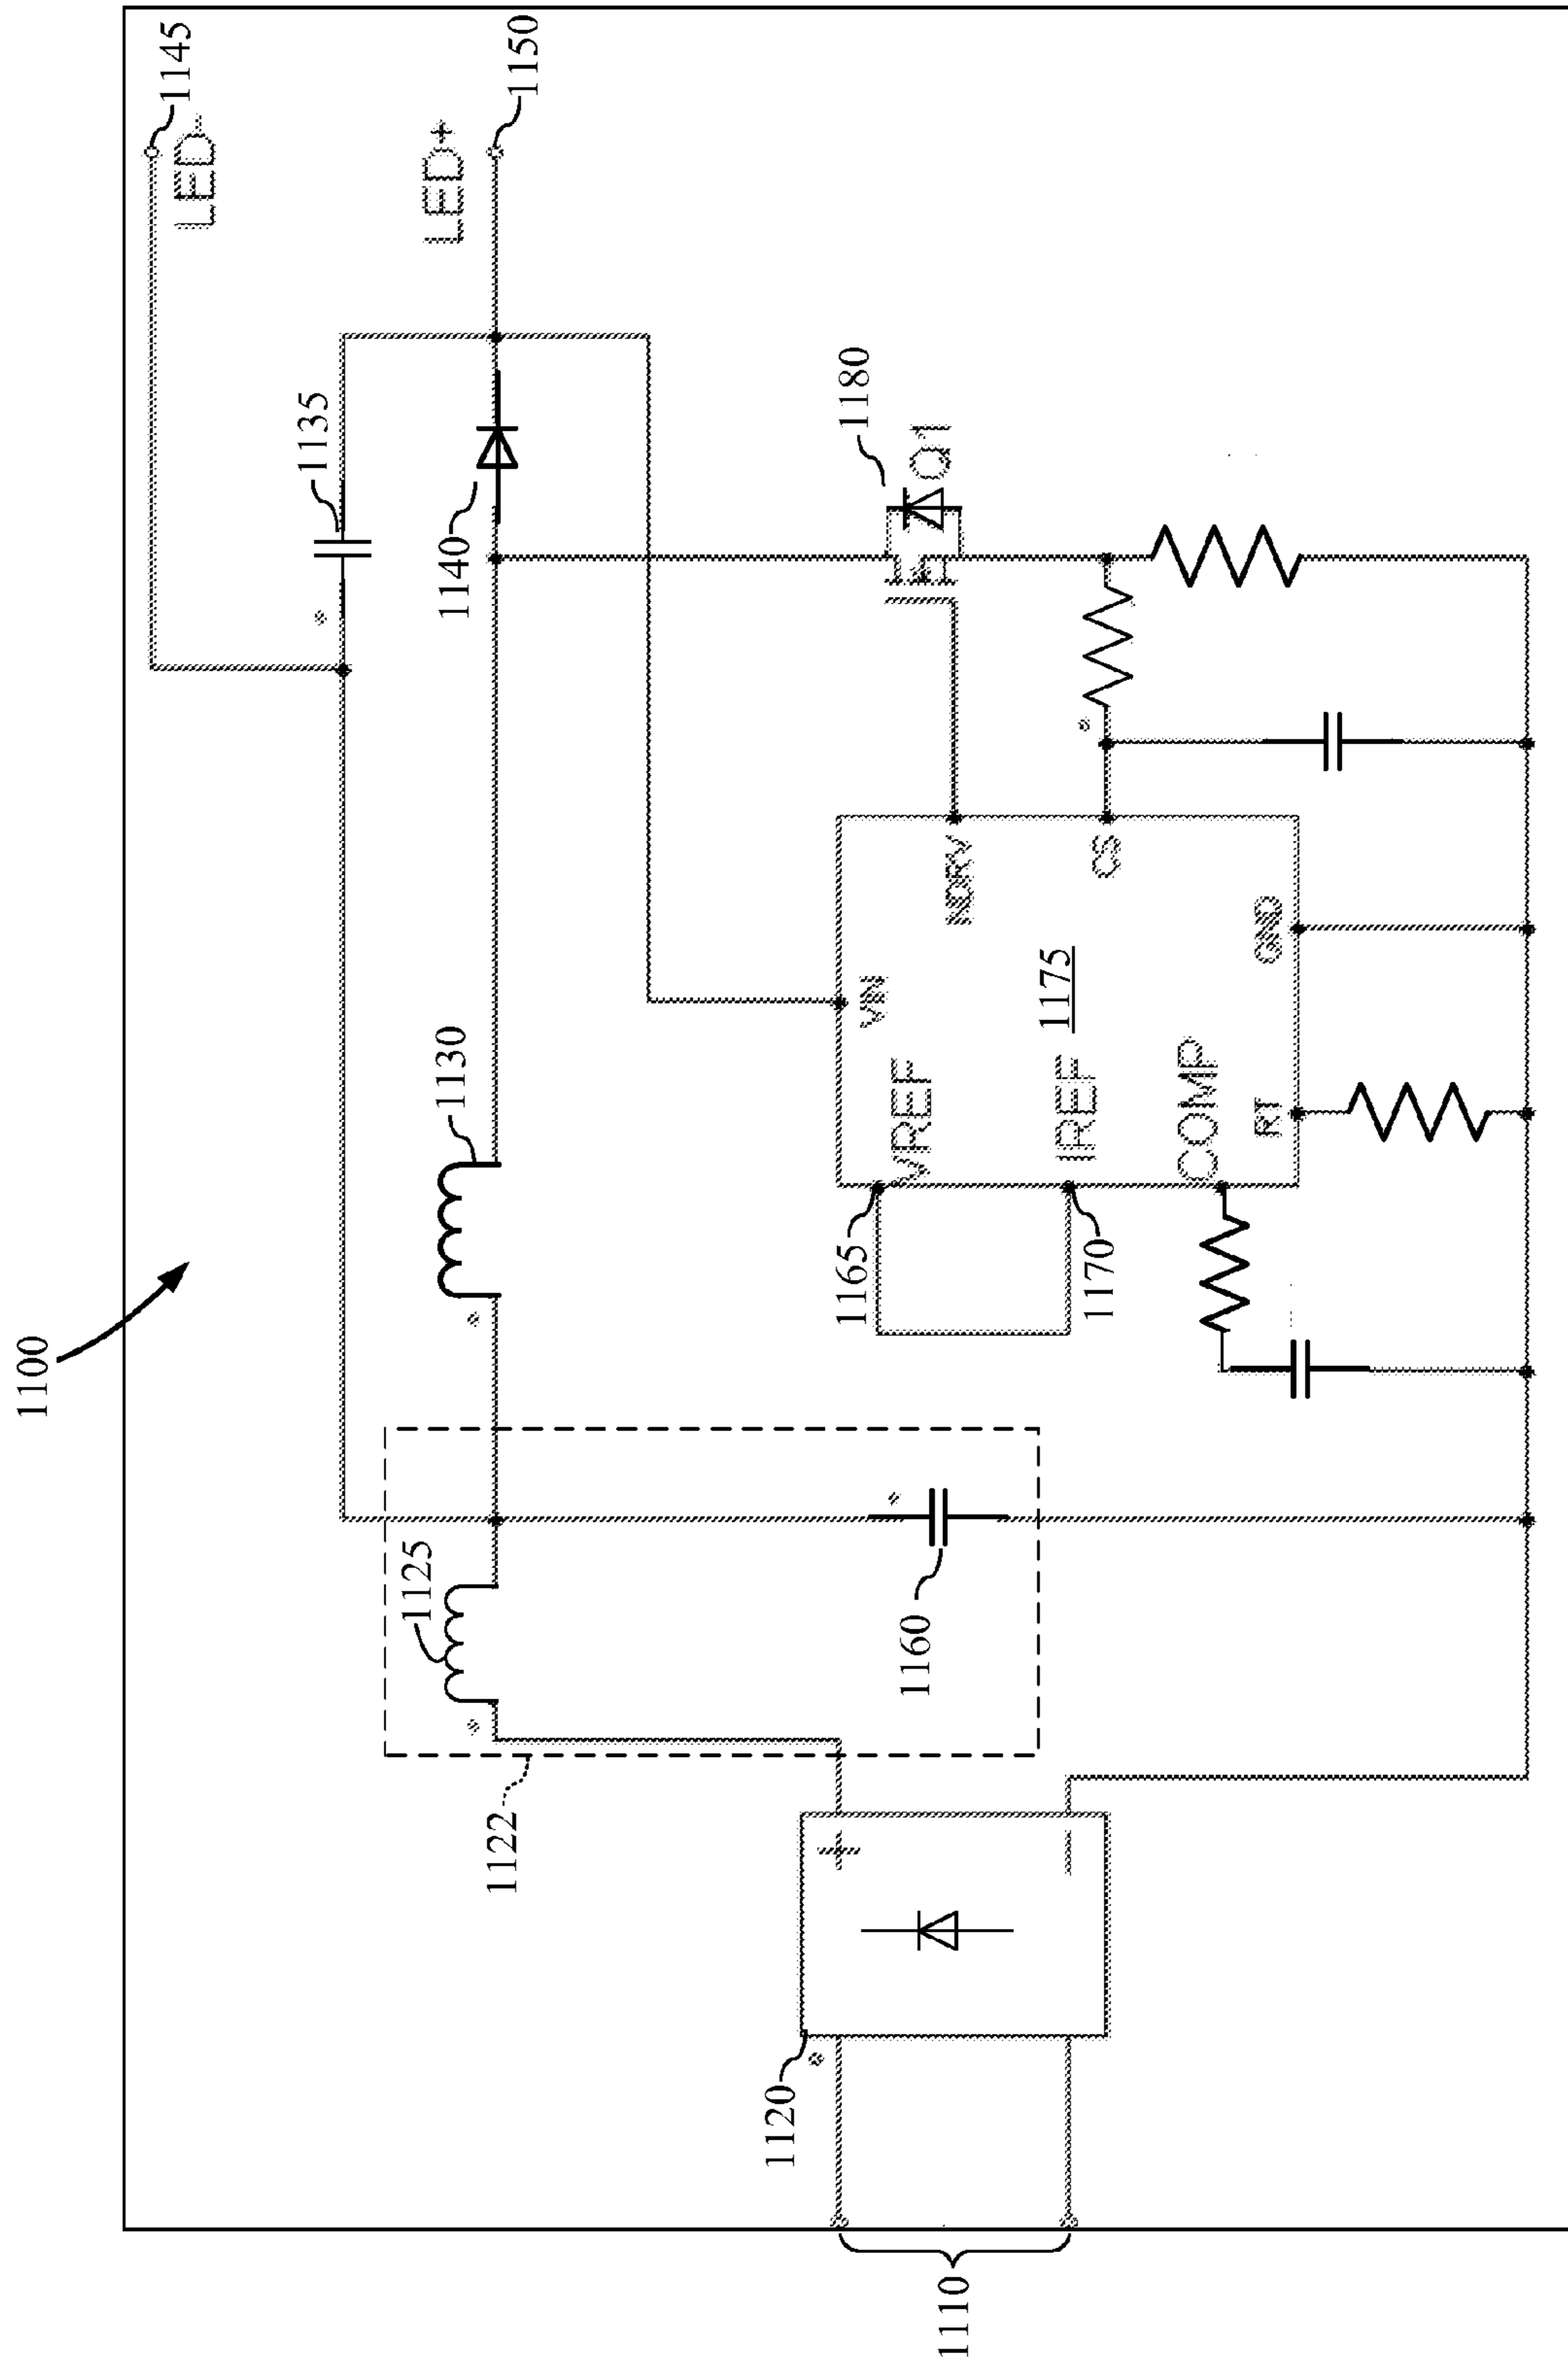 1100
1145
LED-
1150
LED+
1135
1140
1180
Q1
1130
1125
1122
1160
VIN
VREF
NDRV
1165
1175
IREF
CS
1170
COMP
GND
RT
1120
+
-
1110